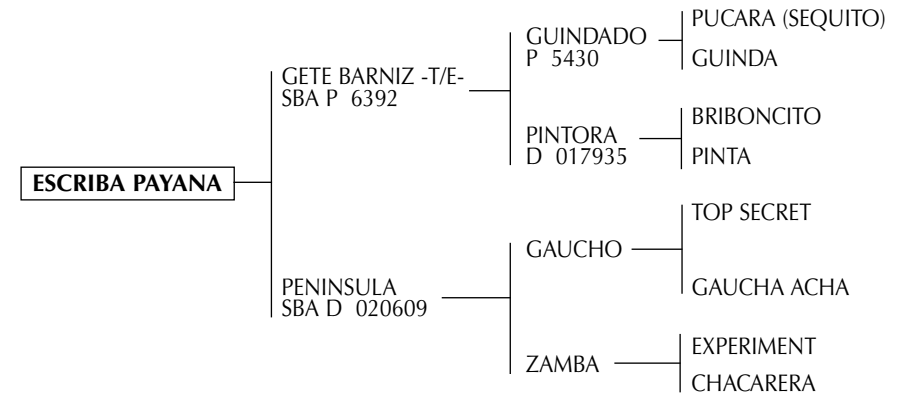 ESCRIBA PAYANA
GETE BARNIZ -T/E-
SBA P 6392
PENINSULA
SBA D 020609
GUINDADO
P 5430
PINTORA
D 017935
GAUCHO
ZAMBA
PUCARA (SEQUITO)
GUINDA
BRIBONCITO
PINTA
TOP SECRET
GAUCHA ACHA
EXPERIMENT
CHACARERA